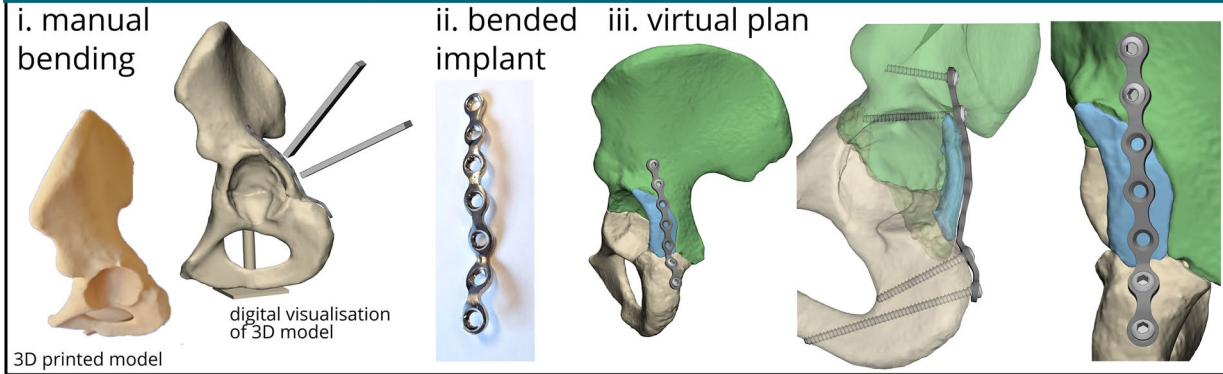 i. manual
bending
ii. bended
implant
iii. virtual plan
digital visualisation
of 3D model
3D printed model